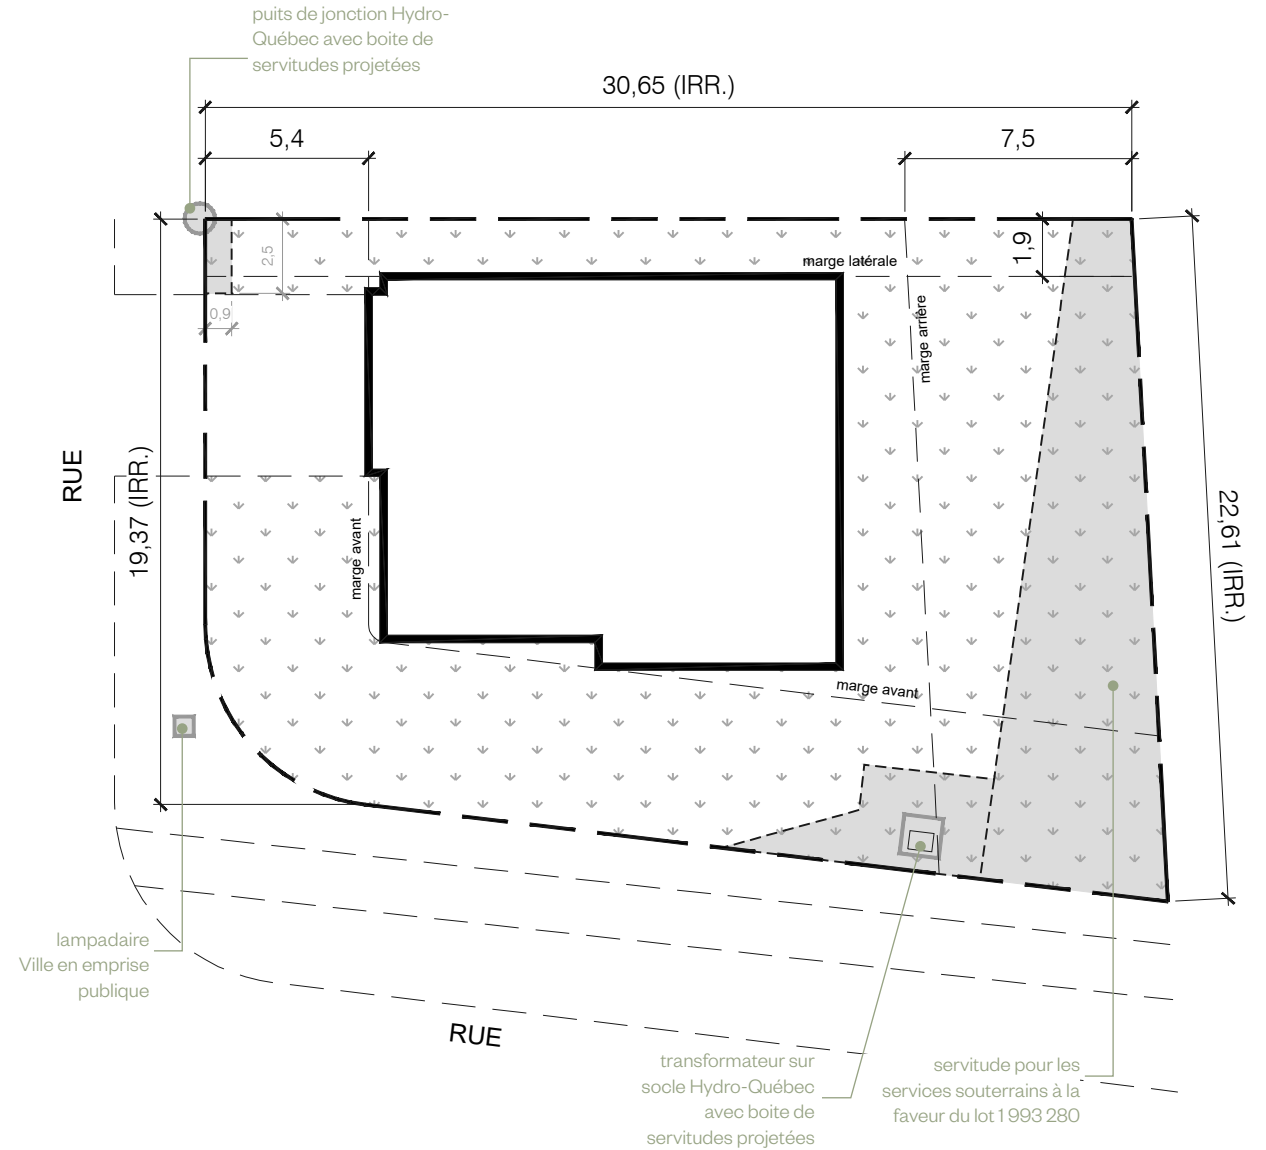 puits de jonction Hydro-
Québec avec boite de
servitudes projetées
30,65 (IRR.)
5,4
7,5
1,9
2,5
0,9
marge latérale
marge arrière
RUE
19,37 (IRR.)
marge avant
22,61 (IRR.)
marge avant
lampadaire
Ville en emprise
publique
RUE
transformateur sur
socle Hydro-Québec
avec boite de
servitudes projetées
servitude pour les
services souterrains à la
faveur du lot 1 993 280